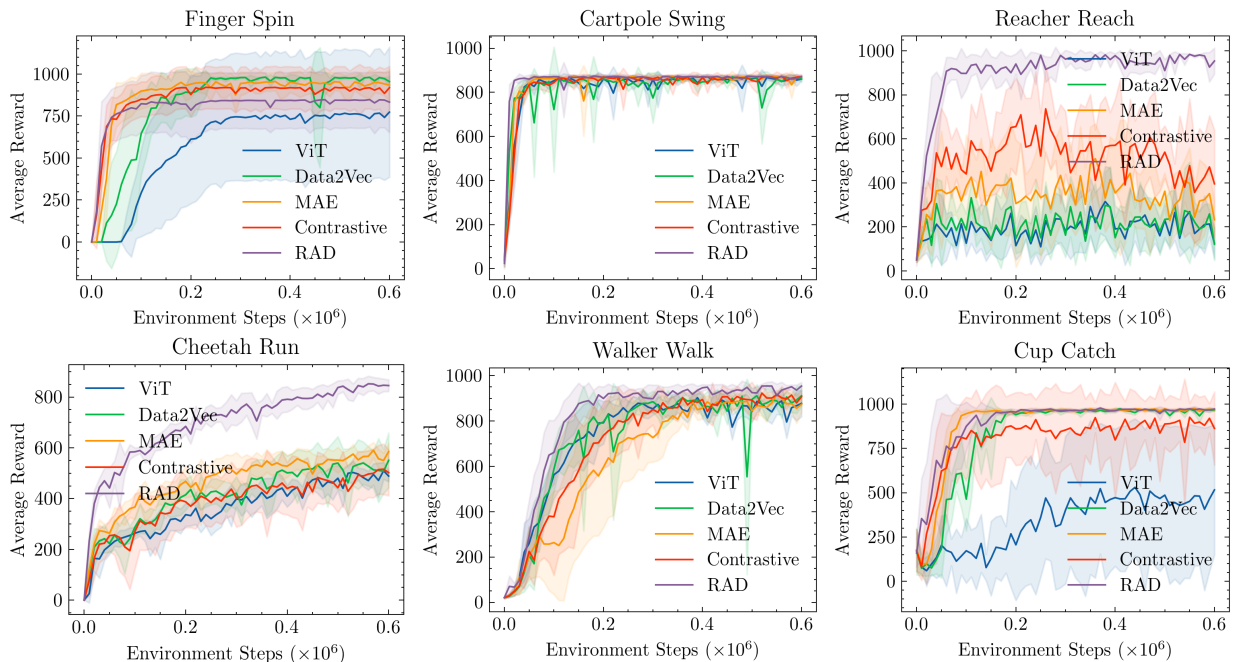 Finger Spin
Average Reward
1000
750
500
250
0
ViT
Data2Vec
MAE
Contrastive
RAD
0.0 0.2 0.4 0.6
Environment Steps (×10⁶)
Cartpole Swing
Average Reward
1000
800
600
400
200
0
ViT
Data2Vec
MAE
Contrastive
RAD
0.0 0.2 0.4 0.6
Environment Steps (×10⁶)
Reacher Reach
Average Reward
1000
800
600
400
200
0
ViT
Data2Vec
MAE
Contrastive
RAD
0.0 0.2 0.4 0.6
Environment Steps (×10⁶)
Cheetah Run
Average Reward
800
600
400
200
0
ViT
Data2Vec
MAE
Contrastive
RAD
0.0 0.2 0.4 0.6
Environment Steps (×10⁶)
Walker Walk
Average Reward
1000
800
600
400
200
0
ViT
Data2Vec
MAE
Contrastive
RAD
0.0 0.2 0.4 0.6
Environment Steps (×10⁶)
Cup Catch
Average Reward
1000
750
500
250
0
ViT
Data2Vec
MAE
Contrastive
RAD
0.0 0.2 0.4 0.6
Environment Steps (×10⁶)